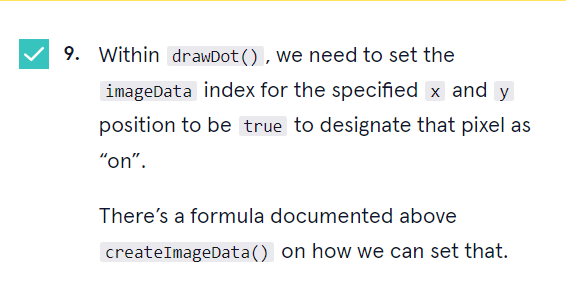 9. Within drawDot(), we need to set the
imageData index for the specified x and y
position to be true to designate that pixel as
“on”.
There’s a formula documented above
createImageData() on how we can set that.